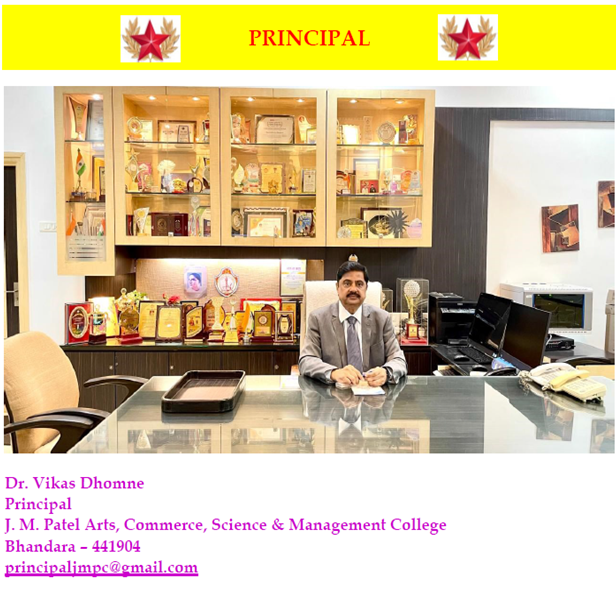 PRINCIPAL
Dr. Vikas Dhomne
Principal
J. M. Patel Arts, Commerce, Science & Management College
Bhandara – 441904
principaljmpc@gmail.com